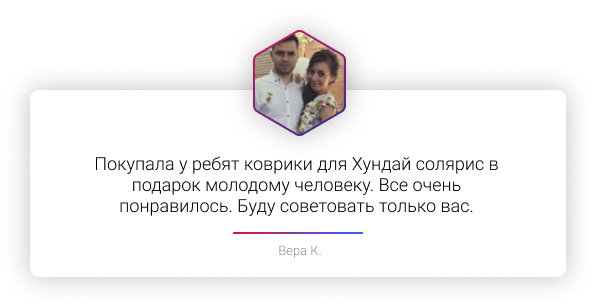 Покупала у ребят коврики для Хундай солярис в
подарок молодому человеку. Все очень
понравилось. Буду советовать только вас.
Вера К.